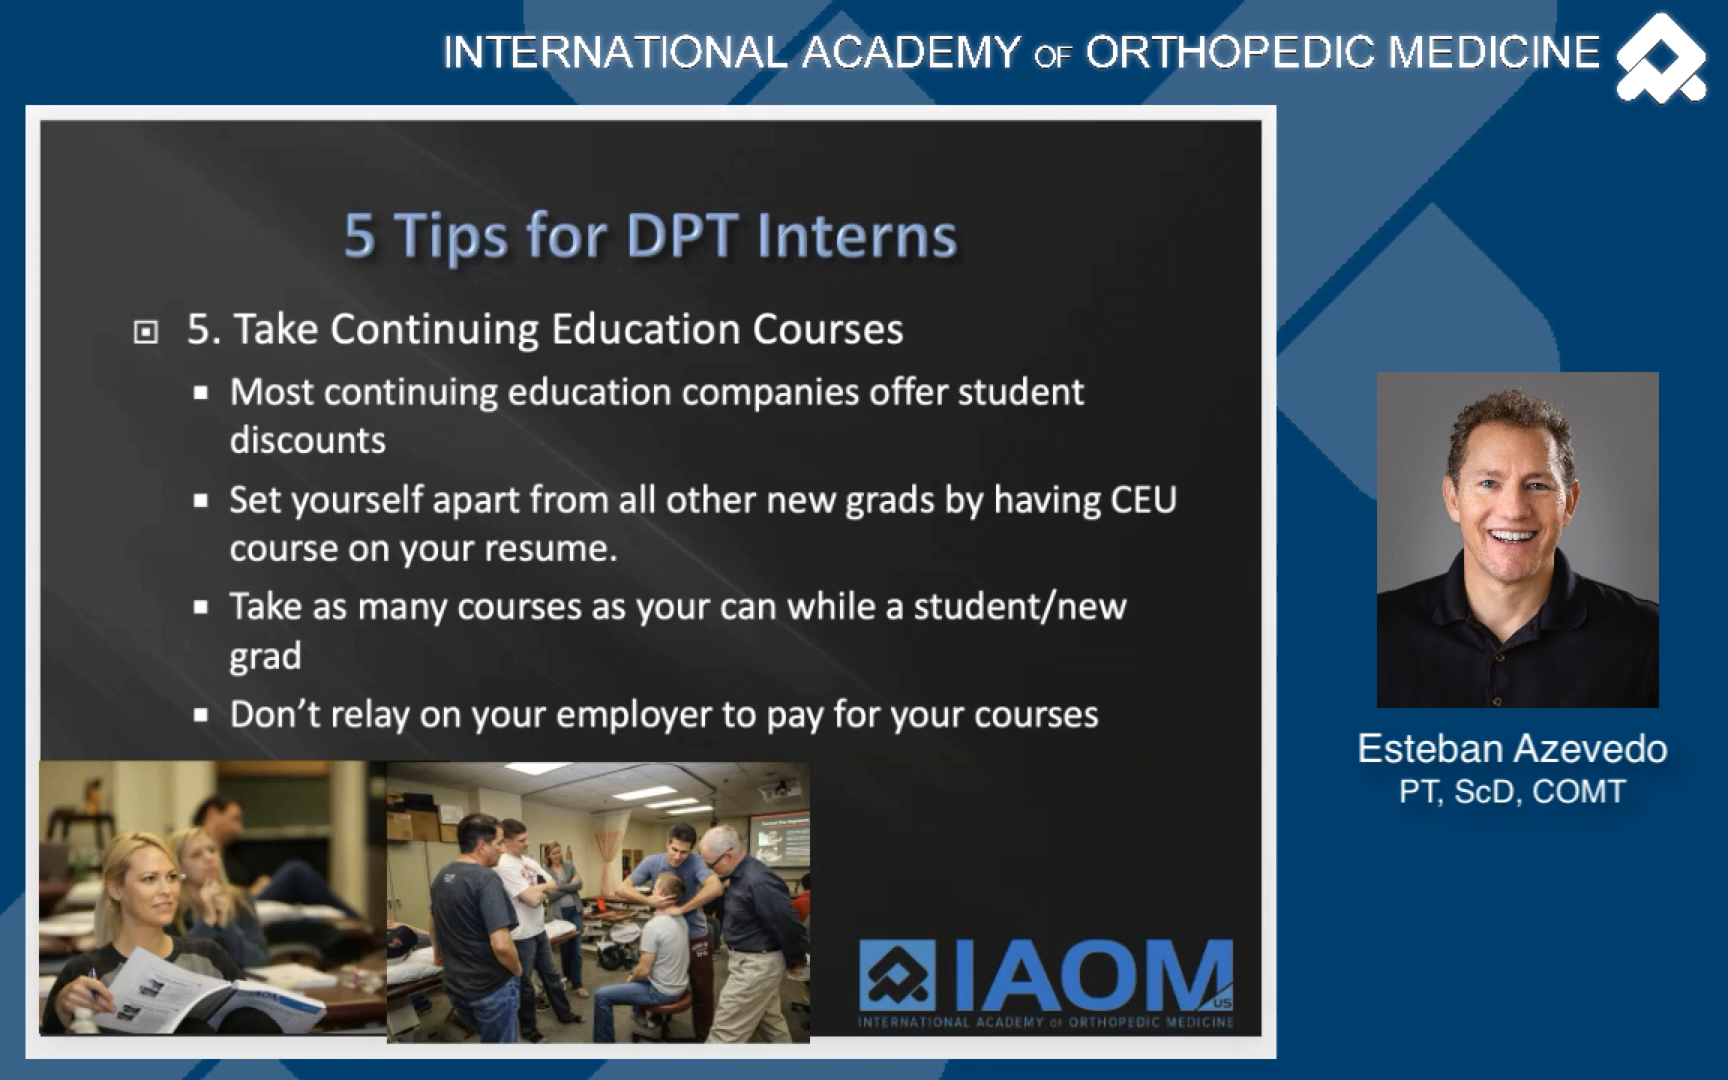 INTERNATIONAL ACADEMY OF ORTHOPEDIC MEDICINE
5 Tips for DPT Interns
5. Take Continuing Education Courses
Most continuing education companies offer student
discounts
Set yourself apart from all other new grads by having CEU
course on your resume.
Take as many courses as your can while a student/new
grad
Don't relay on your employer to pay for your courses
Esteban Azevedo
PT, ScD, COMT
IAOM
US
INTERNATIONAL ACADEMY OF ORTHOPEDIC MEDICINE